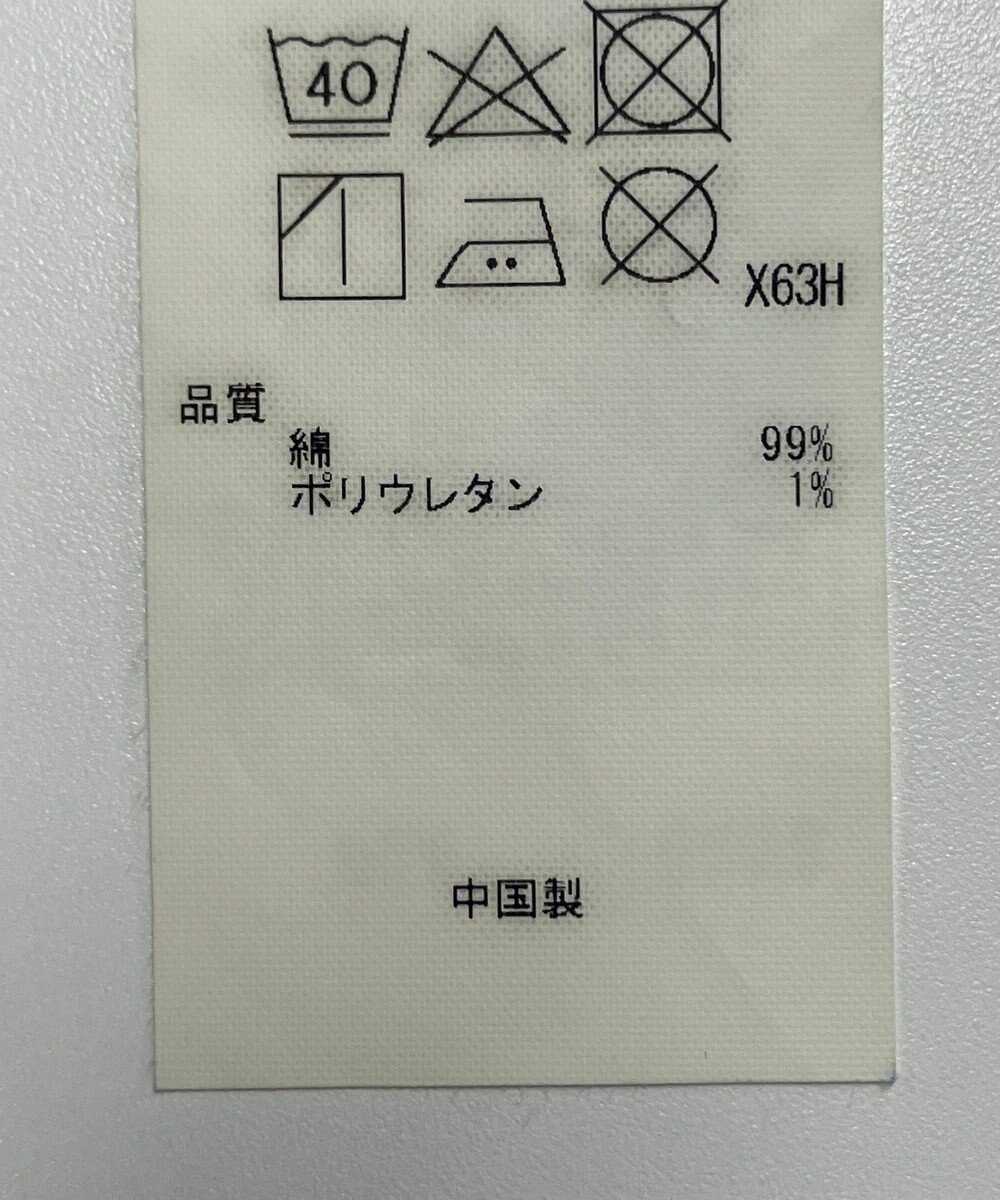 40
X63H
品質
綿 99%
ポリウレタン 1%
中国製